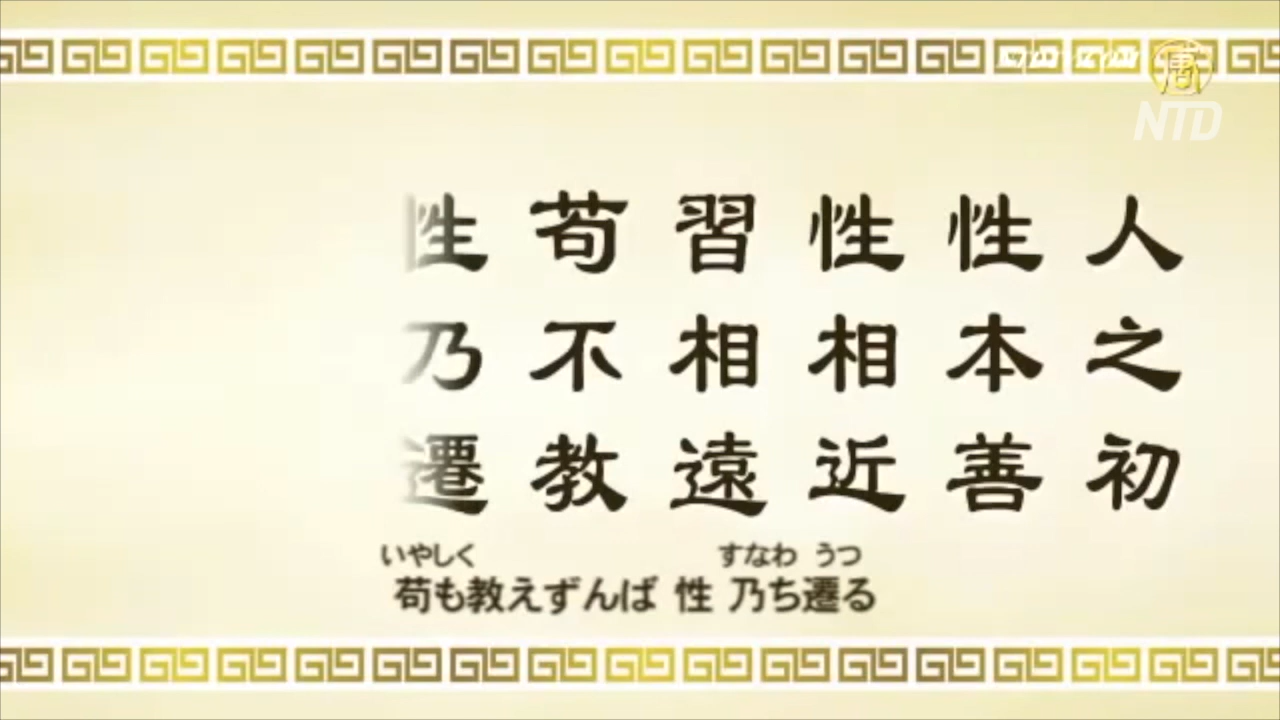 人之初
性本善
性相近
習相遠
苟不教
性乃遷
いやしく すなわ うつ
苟も教えずんば 性 乃ち遷る
NTD